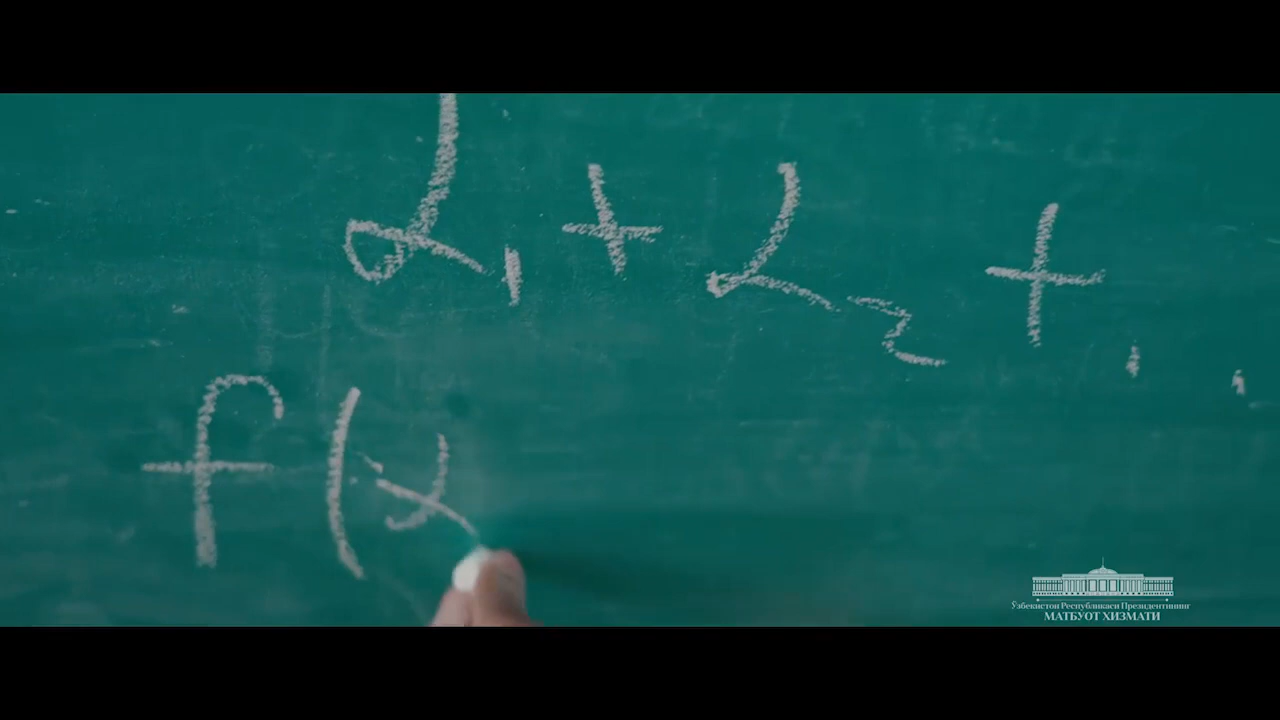 α₁ + α₂ + . .
f(x
Ўзбекистон Республикаси Президентининг
МАТБУОТ ХИЗМАТИ